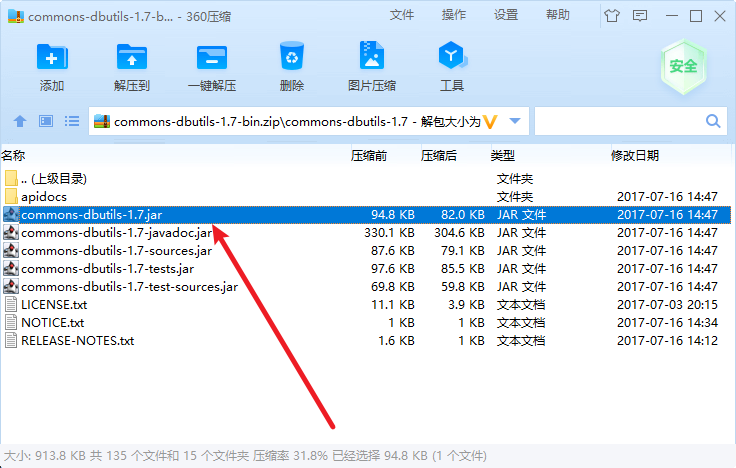 commons-dbutils-1.7-b... - 360压缩 文件 操作 设置 帮助
添加 解压到 一键解压 删除 图片压缩 工具 安全
commons-dbutils-1.7-bin.zip\commons-dbutils-1.7 - 解包大小为
名称 压缩前 压缩后 类型 修改日期
.. (上级目录) 文件夹
apidocs 文件夹 2017-07-16 14:47
commons-dbutils-1.7.jar 94.8 KB 82.0 KB JAR 文件 2017-07-16 14:47
commons-dbutils-1.7-javadoc.jar 330.1 KB 304.6 KB JAR 文件 2017-07-16 14:47
commons-dbutils-1.7-sources.jar 87.6 KB 79.1 KB JAR 文件 2017-07-16 14:47
commons-dbutils-1.7-tests.jar 97.6 KB 85.5 KB JAR 文件 2017-07-16 14:47
commons-dbutils-1.7-test-sources.jar 69.8 KB 59.8 KB JAR 文件 2017-07-16 14:47
LICENSE.txt 11.1 KB 3.9 KB 文本文档 2017-07-03 20:15
NOTICE.txt 1 KB 1 KB 文本文档 2017-07-16 14:34
RELEASE-NOTES.txt 1.6 KB 1 KB 文本文档 2017-07-16 14:12
大小: 913.8 KB 共 135 个文件和 15 个文件夹 压缩率 31.8% 已经选择 94.8 KB (1 个文件)